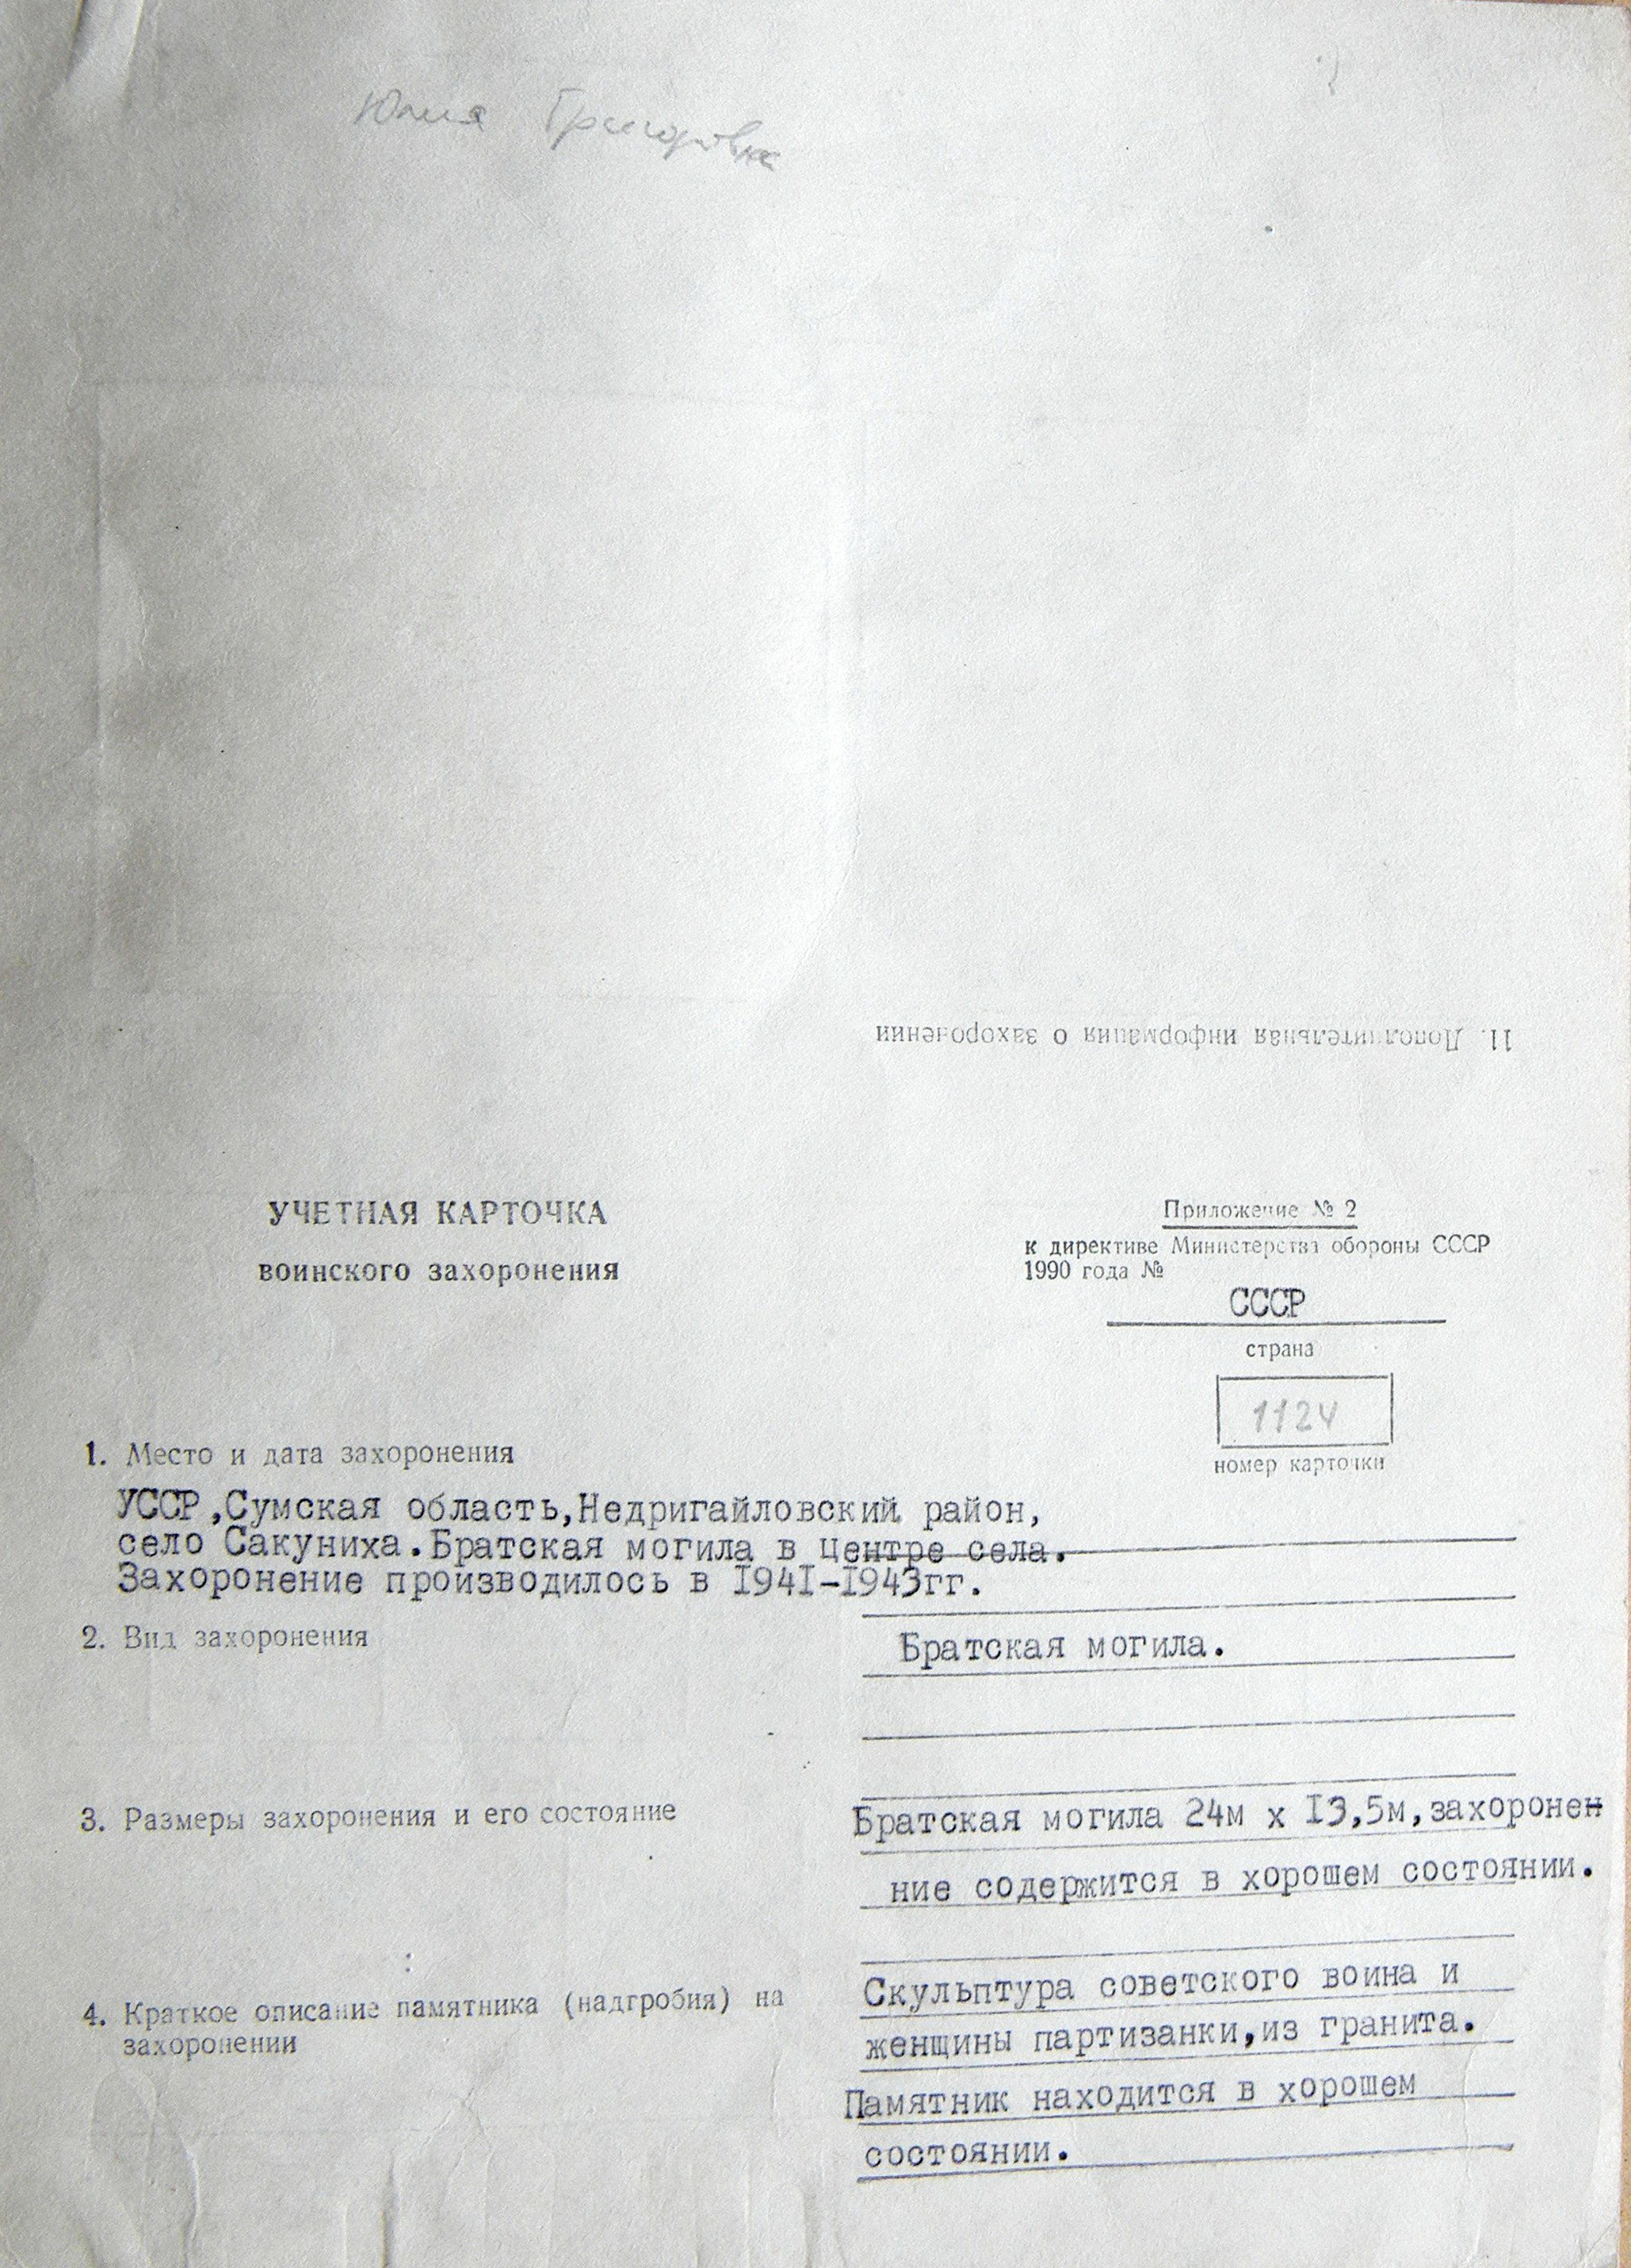 Юлия Григоровна
11. Дополнительная информация о захоронении
УЧЕТНАЯ КАРТОЧКА
воинского захоронения
Приложение № 2
к директиве Министерства обороны СССР
1990 года №
СССР
страна
1124
номер карточки
1. Место и дата захоронения
УССР,Сумская область,Недригайловский район,
село Сакуниха.Братская могила в центре села.
Захоронение производилось в 1941-1943гг.
2. Вид захоронения
Братская могила.
3. Размеры захоронения и его состояние
Братская могила 24м х 13,5м,захоронен
ние содержится в хорошем состоянии.
4. Краткое описание памятника (надгробия) на
захоронении
Скульптура советского воина и
женщины партизанки,из гранита.
Памятник находится в хорошем
состоянии.